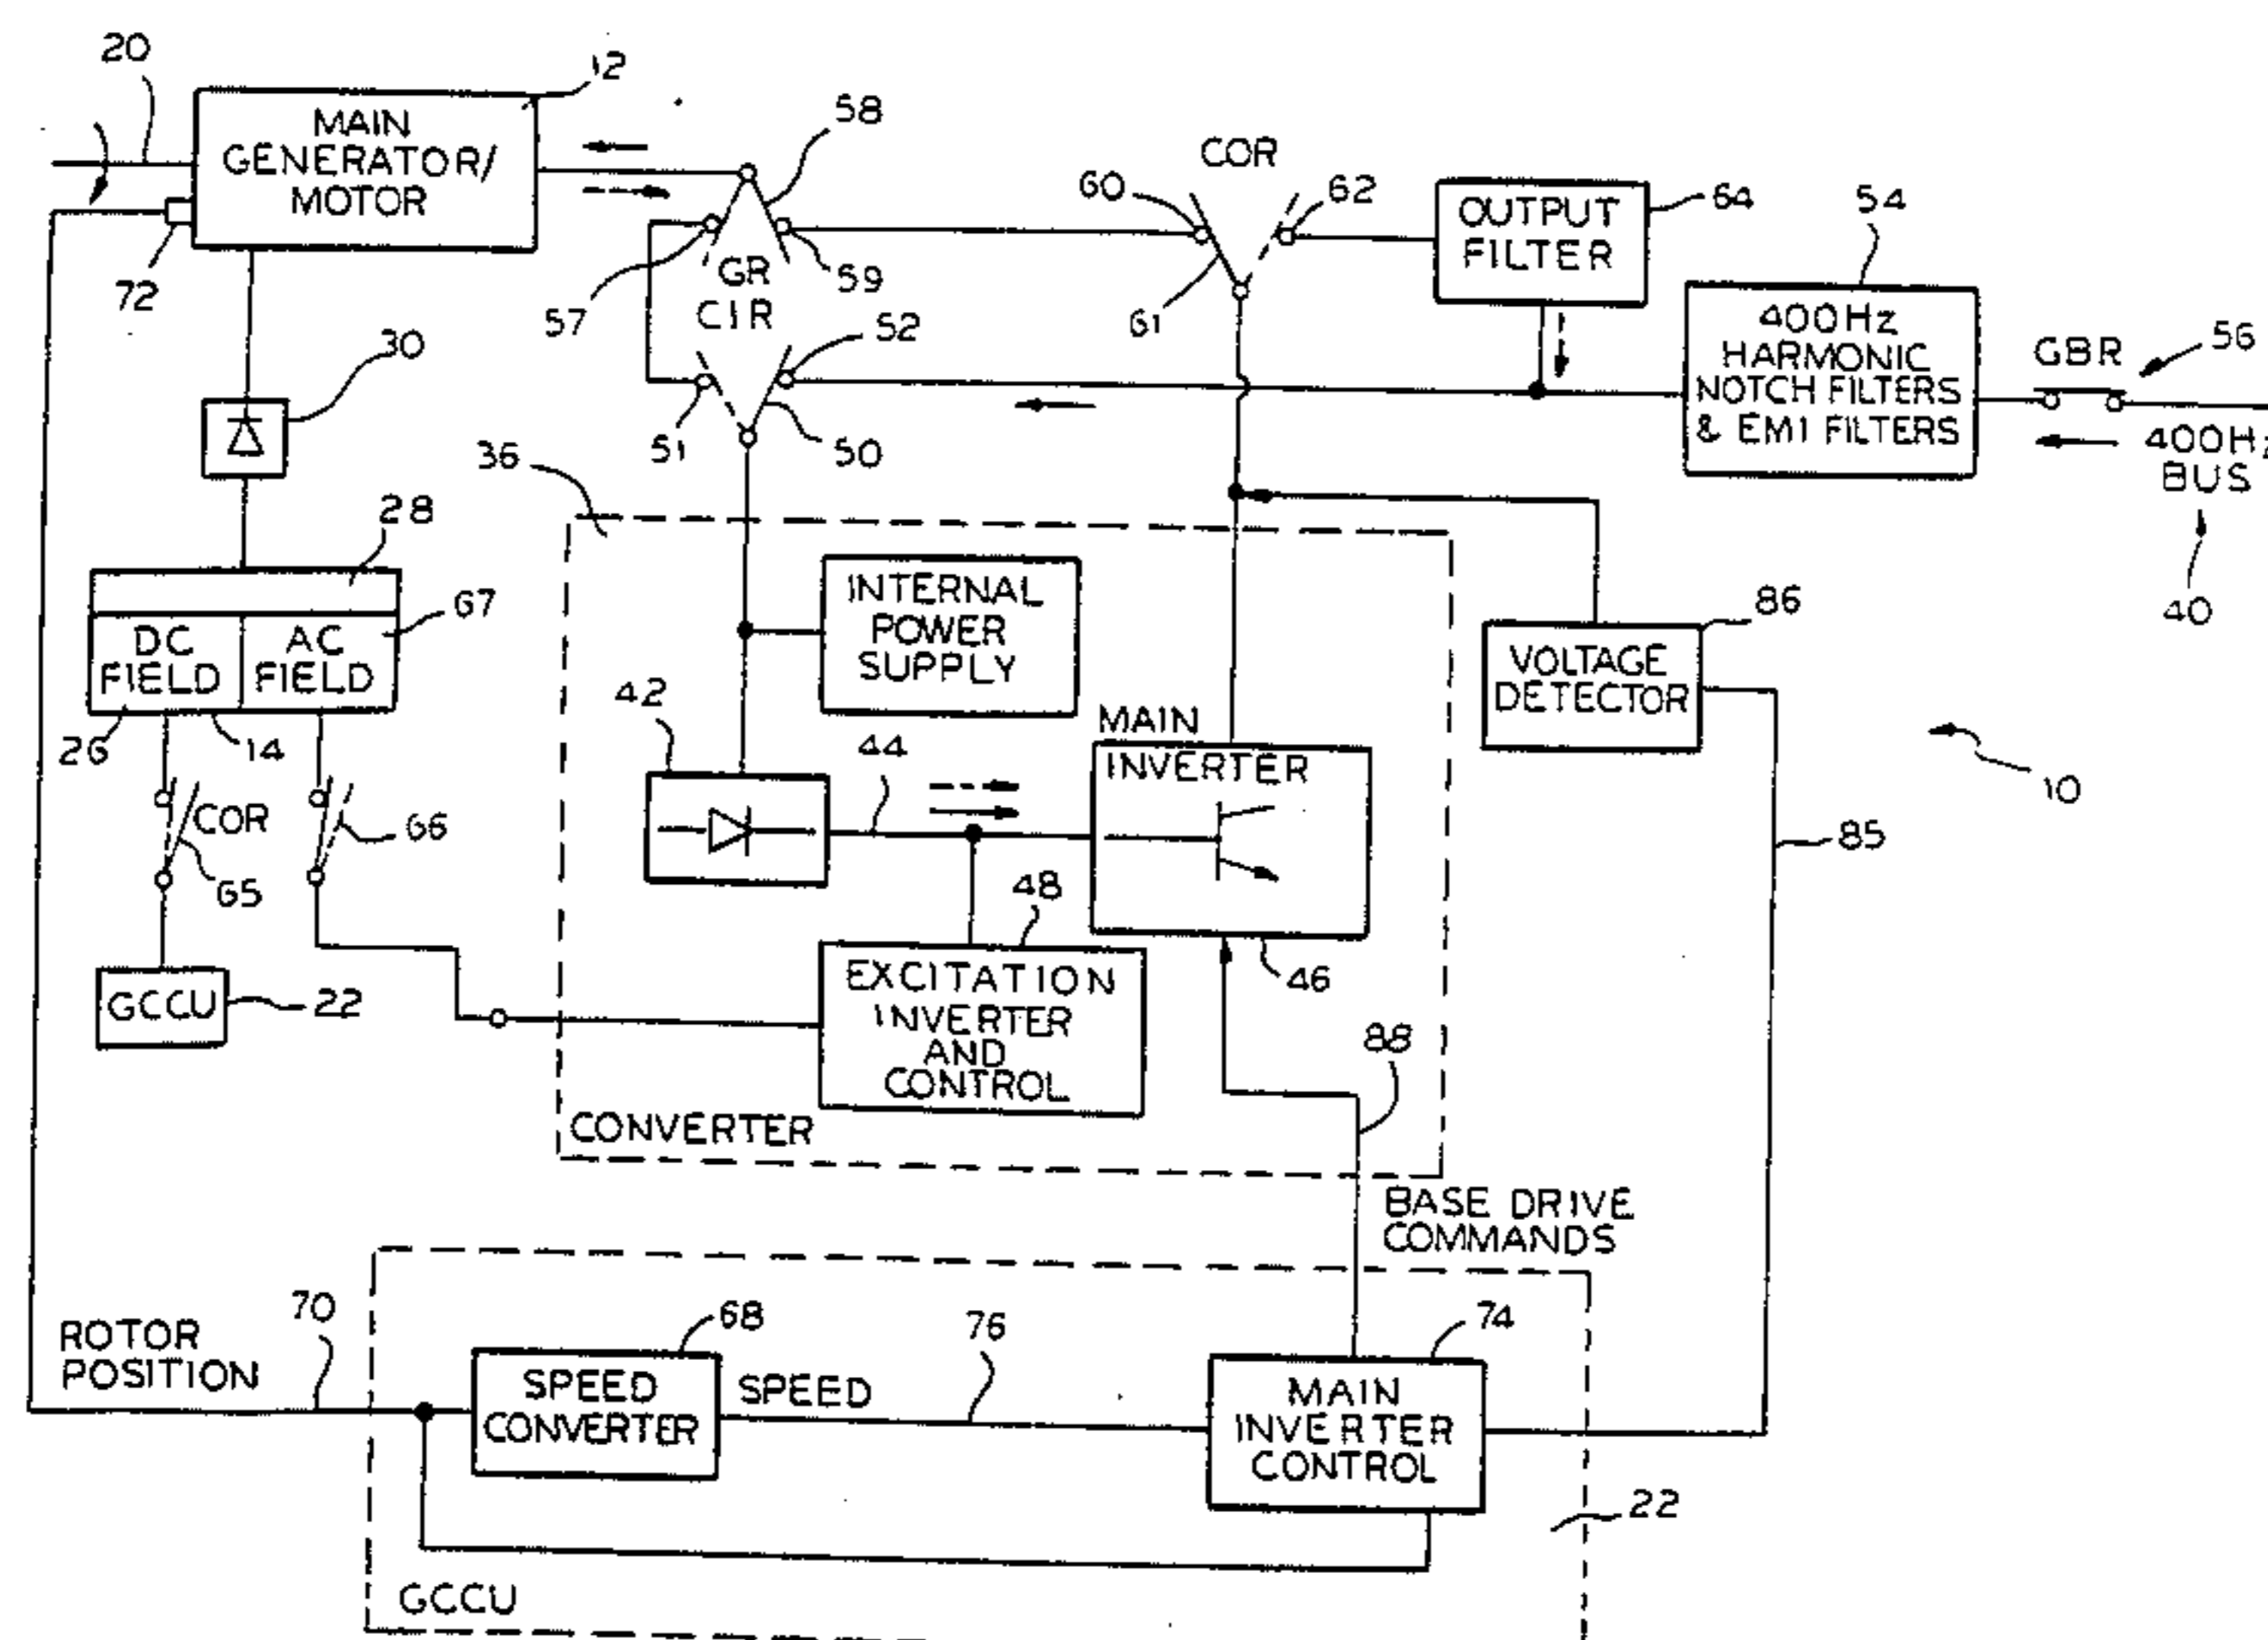 20
12
MAIN
GENERATOR/
MOTOR
72
58
GR
57
59
CIR
COR
60
62
61
OUTPUT
FILTER
64
54
400Hz
HARMONIC
NOTCH FILTERS
& EMI FILTERS
GBR
56
400Hz
BUS
40
30
51
52
50
36
28
67
DC
FIELD
AC
FIELD
26
14
COR
65
66
GCCU
22
INTERNAL
POWER
SUPPLY
42
44
MAIN
INVERTER
46
48
EXCITATION
INVERTER
AND
CONTROL
CONVERTER
86
VOLTAGE
DETECTOR
10
85
88
BASE DRIVE
COMMANDS
ROTOR
POSITION
70
68
SPEED
CONVERTER
SPEED
76
74
MAIN
INVERTER
CONTROL
22
GCCU